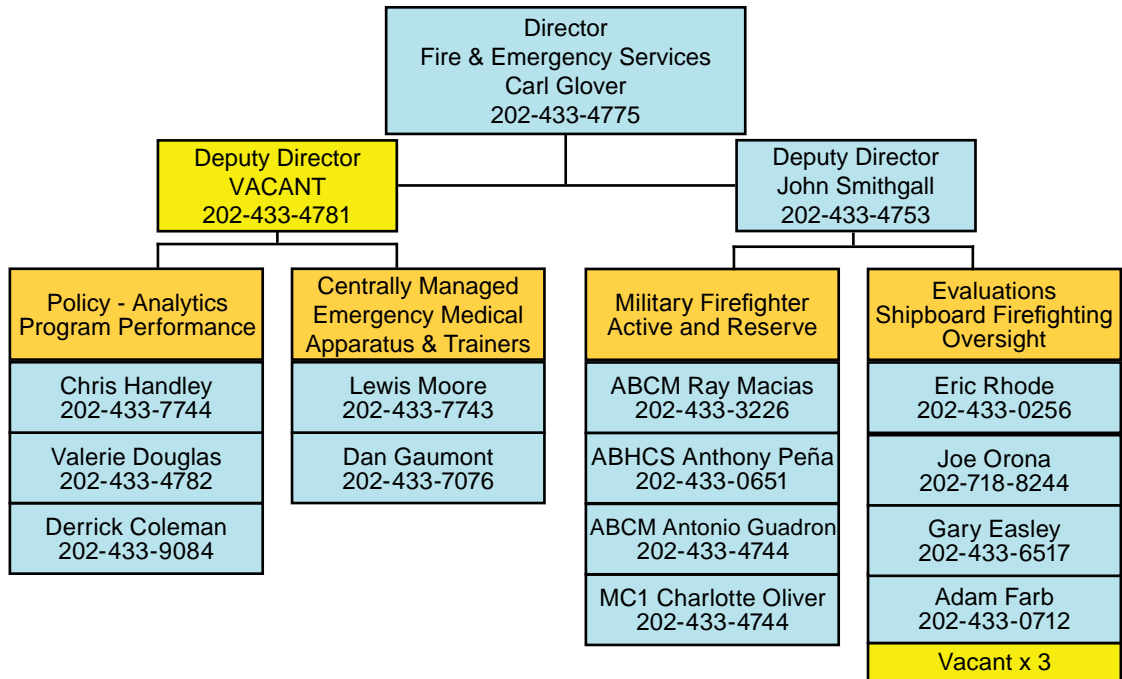 Director
Fire & Emergency Services
Carl Glover
202-433-4775
Deputy Director
VACANT
202-433-4781
Deputy Director
John Smithgall
202-433-4753
Policy - Analytics
Program Performance
Chris Handley
202-433-7744
Valerie Douglas
202-433-4782
Derrick Coleman
202-433-9084
Centrally Managed
Emergency Medical
Apparatus & Trainers
Lewis Moore
202-433-7743
Dan Gaumont
202-433-7076
Military Firefighter
Active and Reserve
ABCM Ray Macias
202-433-3226
ABHCS Anthony Peña
202-433-0651
ABCM Antonio Guadron
202-433-4744
MC1 Charlotte Oliver
202-433-4744
Evaluations
Shipboard Firefighting
Oversight
Eric Rhode
202-433-0256
Joe Orona
202-718-8244
Gary Easley
202-433-6517
Adam Farb
202-433-0712
Vacant x 3